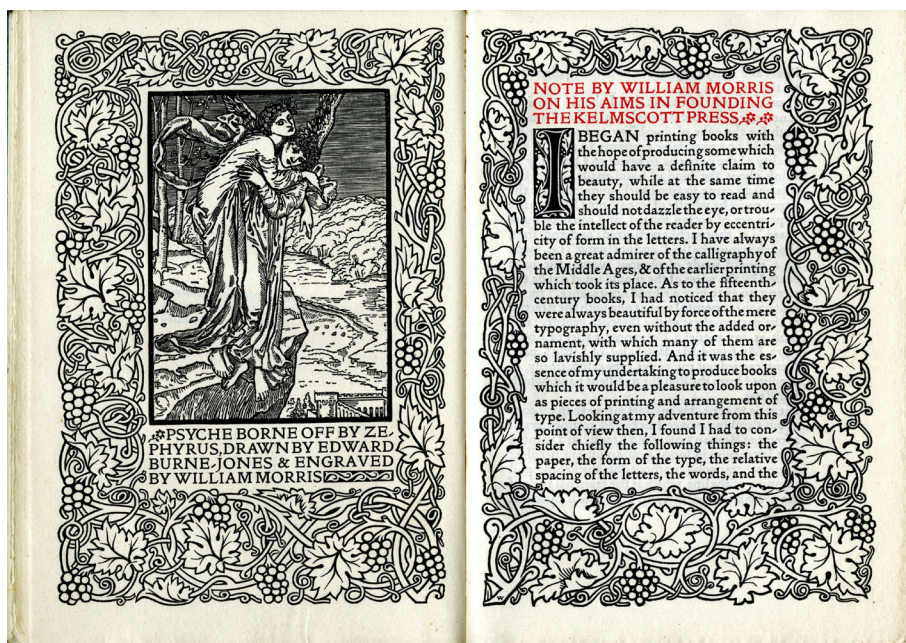 PSYCHE BORNE OFF BY ZE-
PHYRUS, DRAWN BY EDWARD
BURNE-JONES & ENGRAVED
BY WILLIAM MORRIS
NOTE BY WILLIAM MORRIS
ON HIS AIMS IN FOUNDING
THE KELMSCOTT PRESS
I BEGAN printing books with
the hope of producing some which
would have a definite claim to
beauty, while at the same time
they should be easy to read and
should not dazzle the eye, or trou-
ble the intellect of the reader by eccentri-
city of form in the letters. I have always
been a great admirer of the calligraphy of
the Middle Ages, & of the earlier printing
which took its place. As to the fifteenth-
century books, I had noticed that they
were always beautiful by force of the mere
typography, even without the added or-
nament, with which many of them are
so lavishly supplied. And it was the es-
sence of my undertaking to produce books
which it would be a pleasure to look upon
as pieces of printing and arrangement of
type. Looking at my adventure from this
point of view then, I found I had to con-
sider chiefly the following things: the
paper, the form of the type, the relative
spacing of the letters, the words, and the